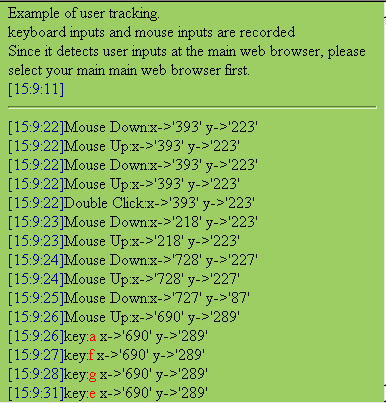 Example of user tracking.
keyboard inputs and mouse inputs are recorded
Since it detects user inputs at the main web browser, please
select your main main web browser first.
[15:9:11]
[15:9:22]Mouse Down:x->'393' y->'223'
[15:9:22]Mouse Up:x->'393' y->'223'
[15:9:22]Mouse Down:x->'393' y->'223'
[15:9:22]Mouse Up:x->'393' y->'223'
[15:9:22]Double Click:x->'393' y->'223'
[15:9:23]Mouse Down:x->'218' y->'223'
[15:9:23]Mouse Up:x->'218' y->'223'
[15:9:24]Mouse Down:x->'728' y->'227'
[15:9:24]Mouse Up:x->'728' y->'227'
[15:9:25]Mouse Down:x->'727' y->'87'
[15:9:26]Mouse Up:x->'690' y->'289'
[15:9:26]key:a x->'690' y->'289'
[15:9:27]key:f x->'690' y->'289'
[15:9:28]key:g x->'690' y->'289'
[15:9:31]key:e x->'690' y->'289'